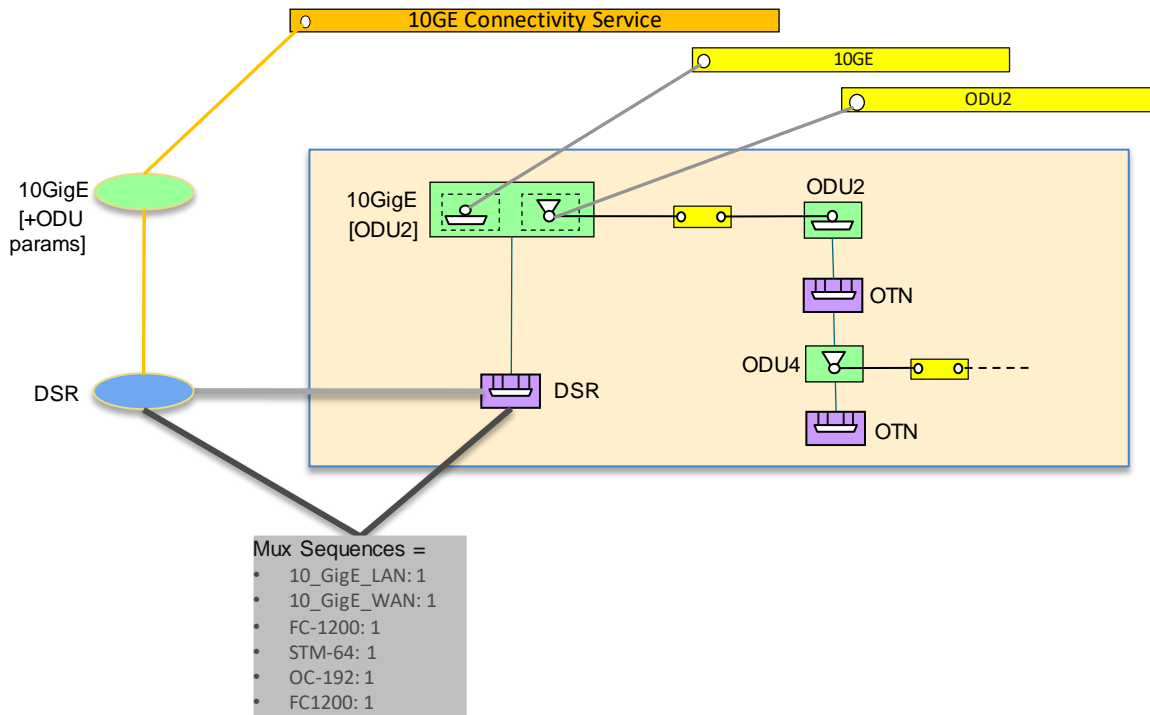 10GE Connectivity Service
10GE
ODU2
10GigE
[+ODU
params]
10GigE
[ODU2]
ODU2
OTN
ODU4
DSR
DSR
OTN
Mux Sequences =
• 10_GigE_LAN: 1
• 10_GigE_WAN: 1
• FC-1200: 1
• STM-64: 1
• OC-192: 1
• FC1200: 1